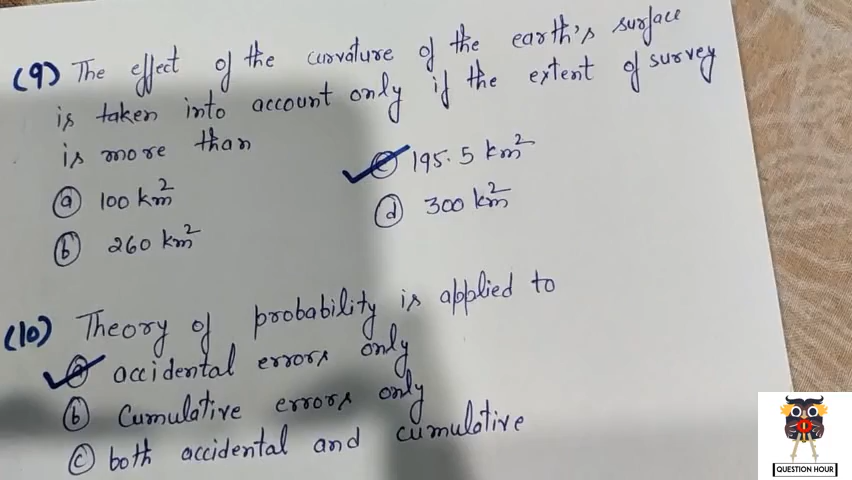 (9) The effect of the curvature of the earth's surface
is taken into account only if the extent of survey
is more than
(a) 100 km²
(c) 195.5 km²
(b) 260 km²
(d) 300 km²
(10) Theory of probability is applied to
(a) accidental errors only
(b) cumulative errors only
(c) both accidental and cumulative
QUESTION HOUR